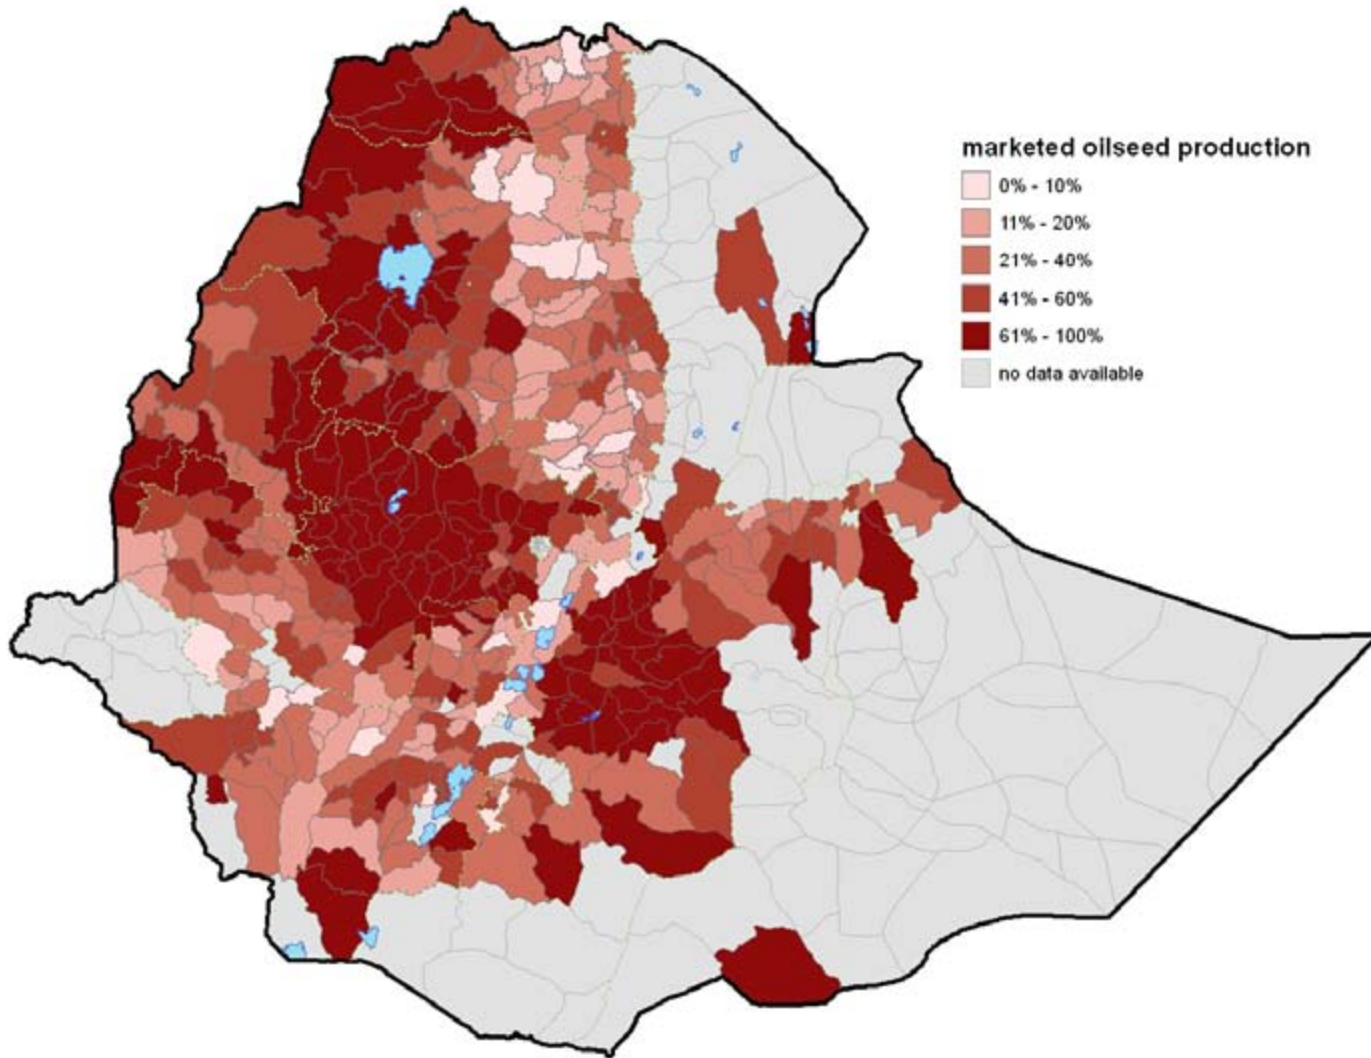 marketed oilseed production
0% - 10%
11% - 20%
21% - 40%
41% - 60%
61% - 100%
no data available